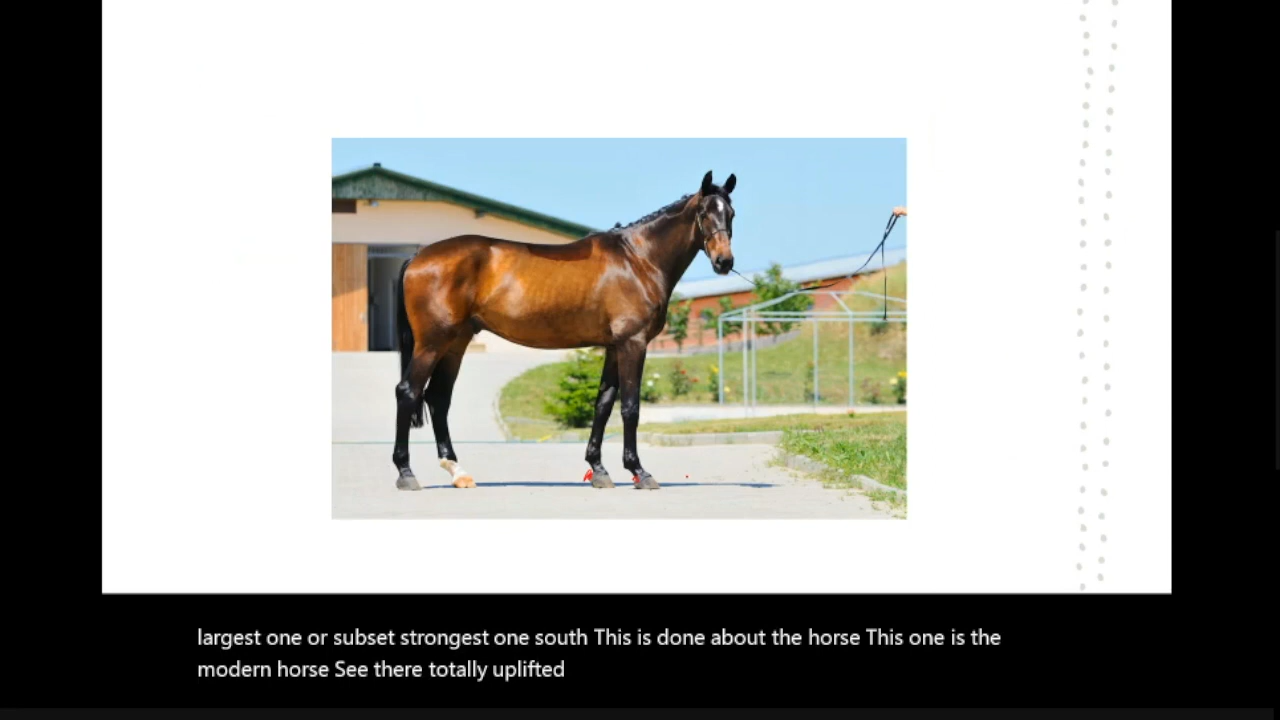 largest one or subset strongest one south This is done about the horse This one is the
modern horse See there totally uplifted